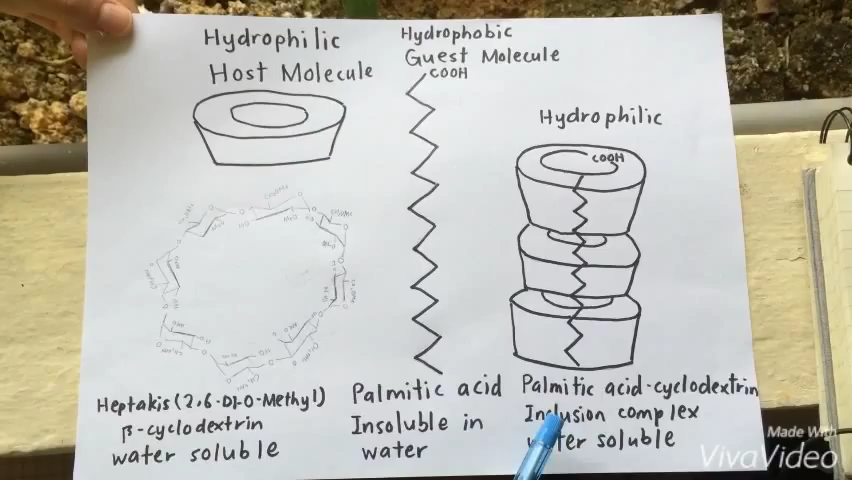 Hydrophilic
Host Molecule
Hydrophobic
Guest Molecule
COOH
Hydrophilic
COOH
Heptakis (2,6-DI-O-Methyl)
β-cyclodextrin
water soluble
Palmitic acid
Insoluble in
water
Palmitic acid-cyclodextrin
Inclusion complex
water soluble
Made With
VivaVideo